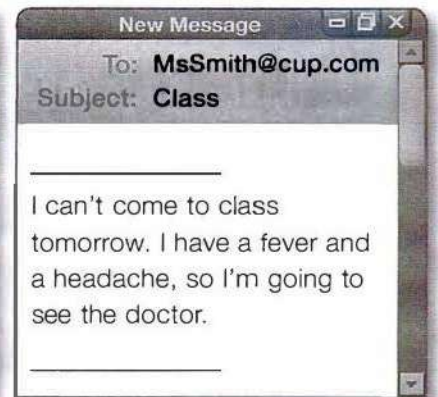 New Message
To: MsSmith@cup.com
Subject: Class
I can't come to class
tomorrow. I have a fever and
a headache, so I'm going to
see the doctor.